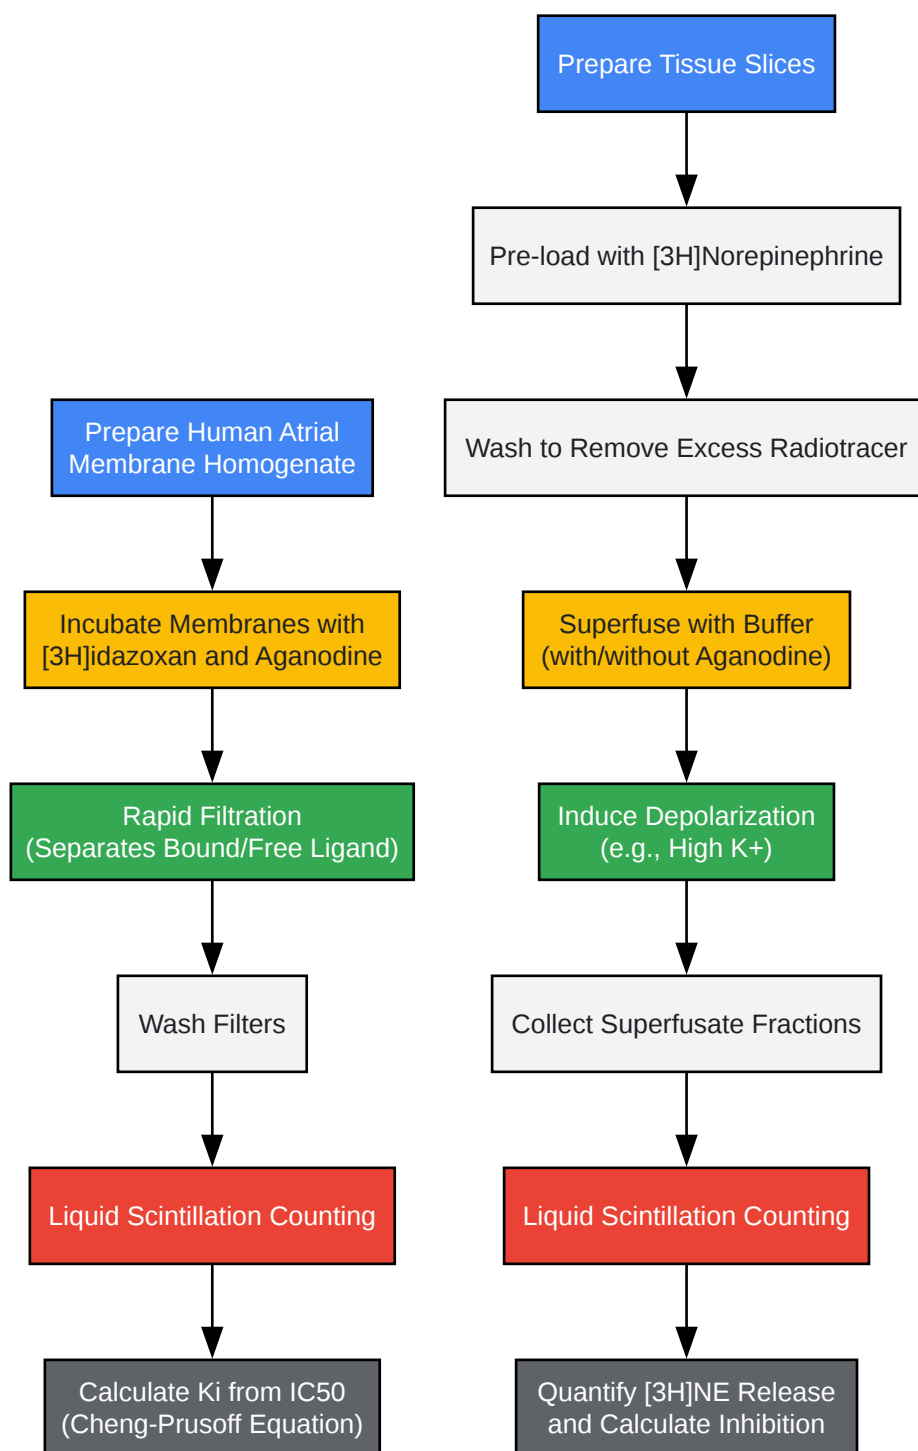 Prepare Human Atrial
Membrane Homogenate
Incubate Membranes with
[3H]idazoxan and Aganodine
Rapid Filtration
(Separates Bound/Free Ligand)
Wash Filters
Liquid Scintillation Counting
Calculate Ki from IC50
(Cheng-Prusoff Equation)
Prepare Tissue Slices
Pre-load with [3H]Norepinephrine
Wash to Remove Excess Radiotracer
Superfuse with Buffer
(with/without Aganodine)
Induce Depolarization
(e.g., High K+)
Collect Superfusate Fractions
Liquid Scintillation Counting
Quantify [3H]NE Release
and Calculate Inhibition